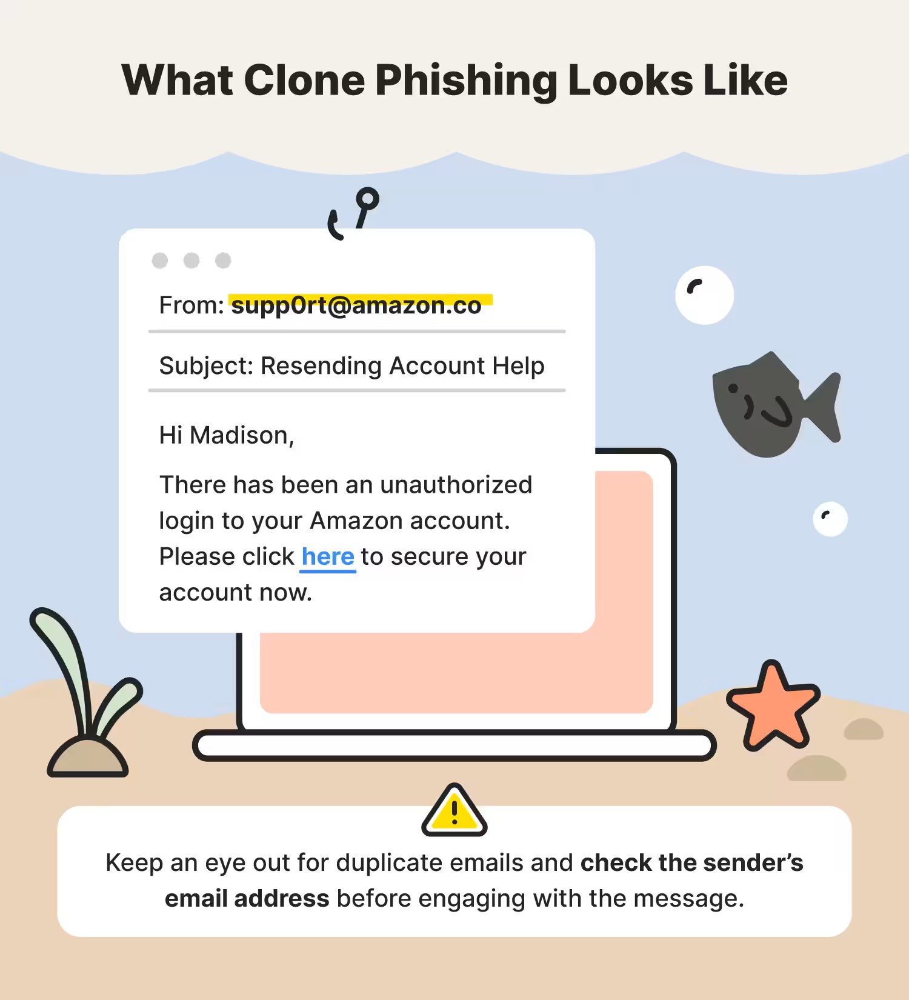 What Clone Phishing Looks Like
From: supp0rt@amazon.co
Subject: Resending Account Help
Hi Madison,
There has been an unauthorized
login to your Amazon account.
Please click here to secure your
account now.
Keep an eye out for duplicate emails and check the sender’s
email address before engaging with the message.